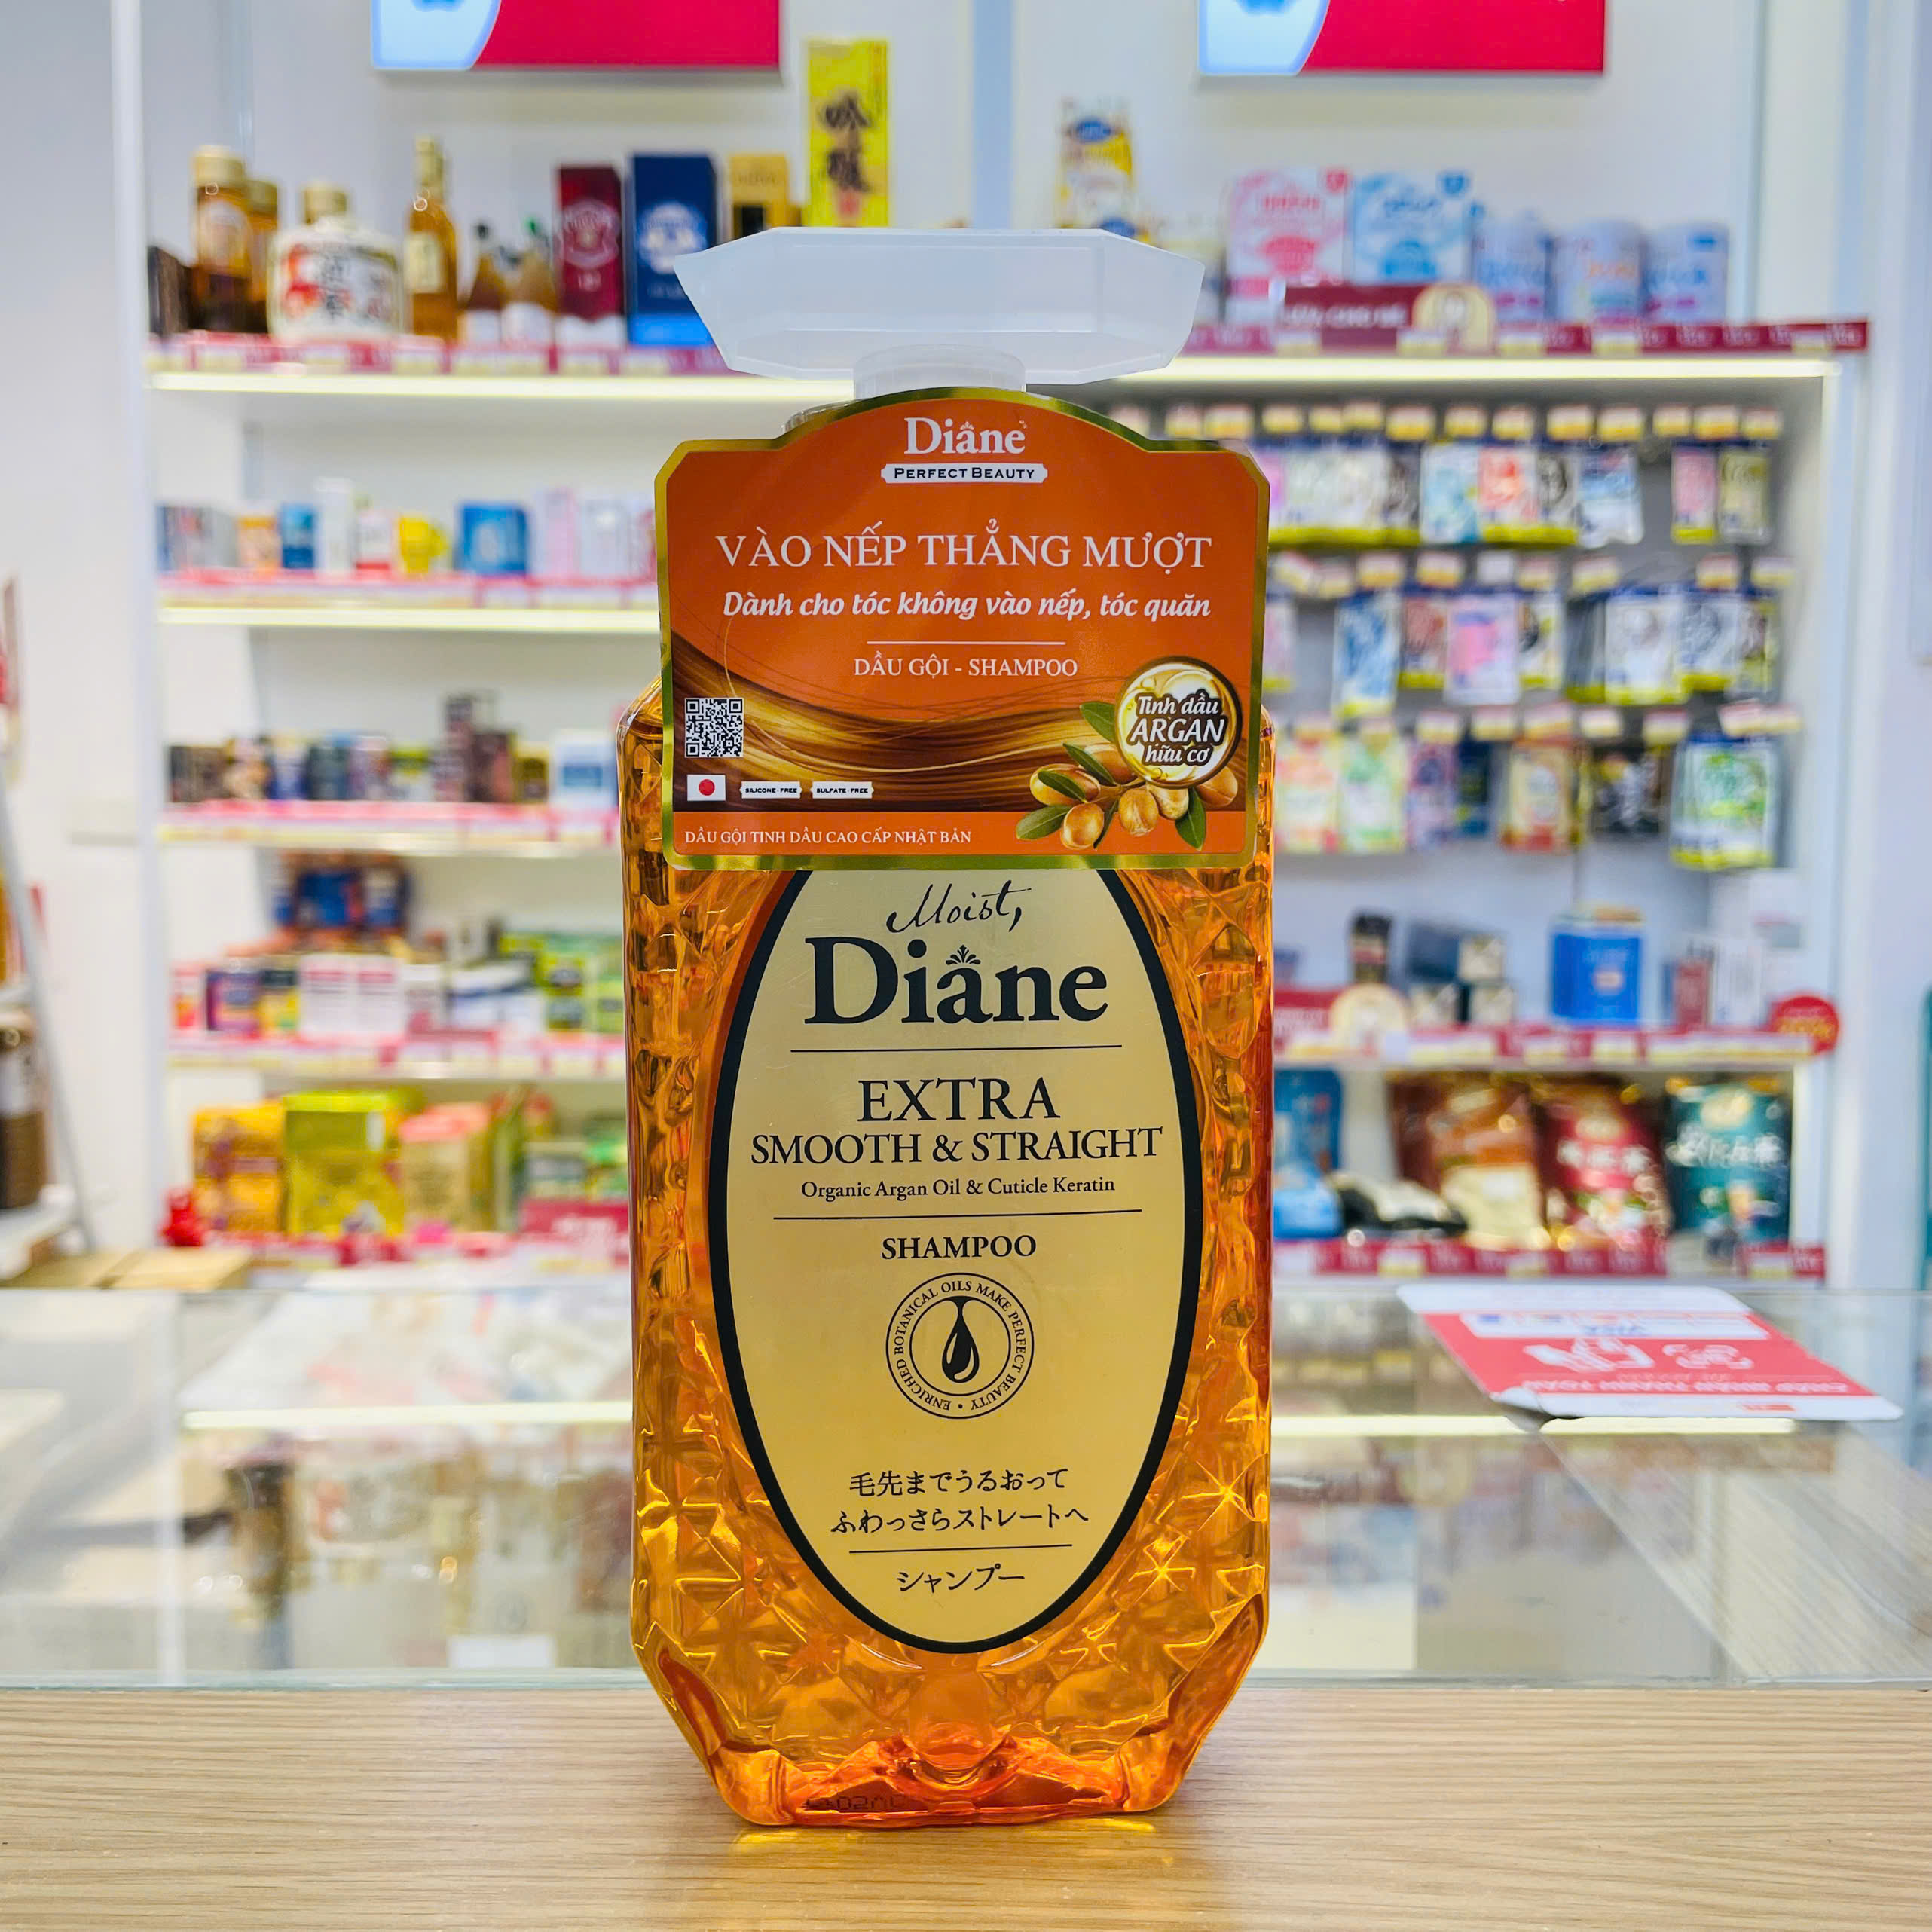 Diane
PERFECT BEAUTY
VÀO NẾP THẲNG MƯỢT
Dành cho tóc không vào nếp, tóc quăn
DẦU GỘI - SHAMPOO
Tinh dầu
ARGAN
hữu cơ
SILICONE - FREE
SULFATE - FREE
DẦU GỘI TINH DẦU CAO CẤP NHẬT BẢN
Moist,
Diane
EXTRA
SMOOTH & STRAIGHT
Organic Argan Oil & Cuticle Keratin
SHAMPOO
ENRICHED BOTANICAL OILS MAKE PERFECT BEAUTY
毛先までうるおって
ふわっさらストレートへ
シャンプー